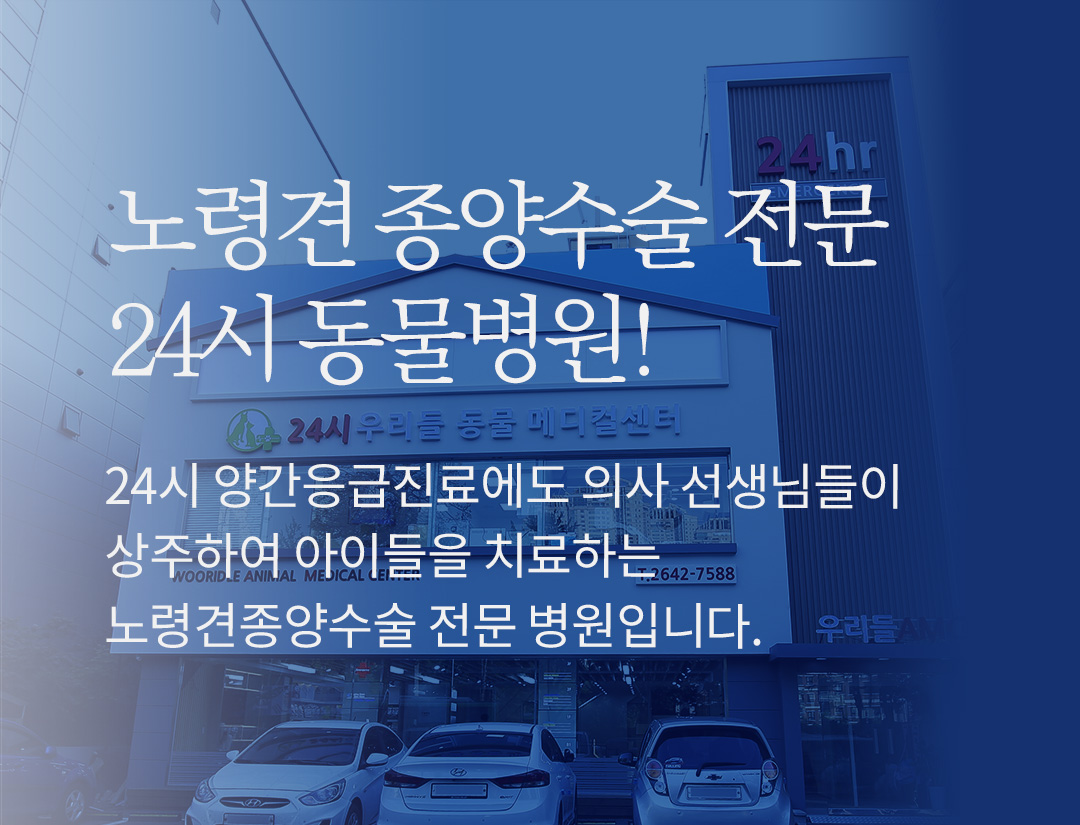 24hr
노령견 종양수술 전문
24시 동물병원!
24시 우리들 동물 메디컬센터
24시 양간응급진료에도 의사 선생님들이
상주하여 아이들을 치료하는
WOORIDLE ANIMAL MEDICAL CENTER
T.2642-7588
노령견종양수술 전문 병원입니다.
우리들